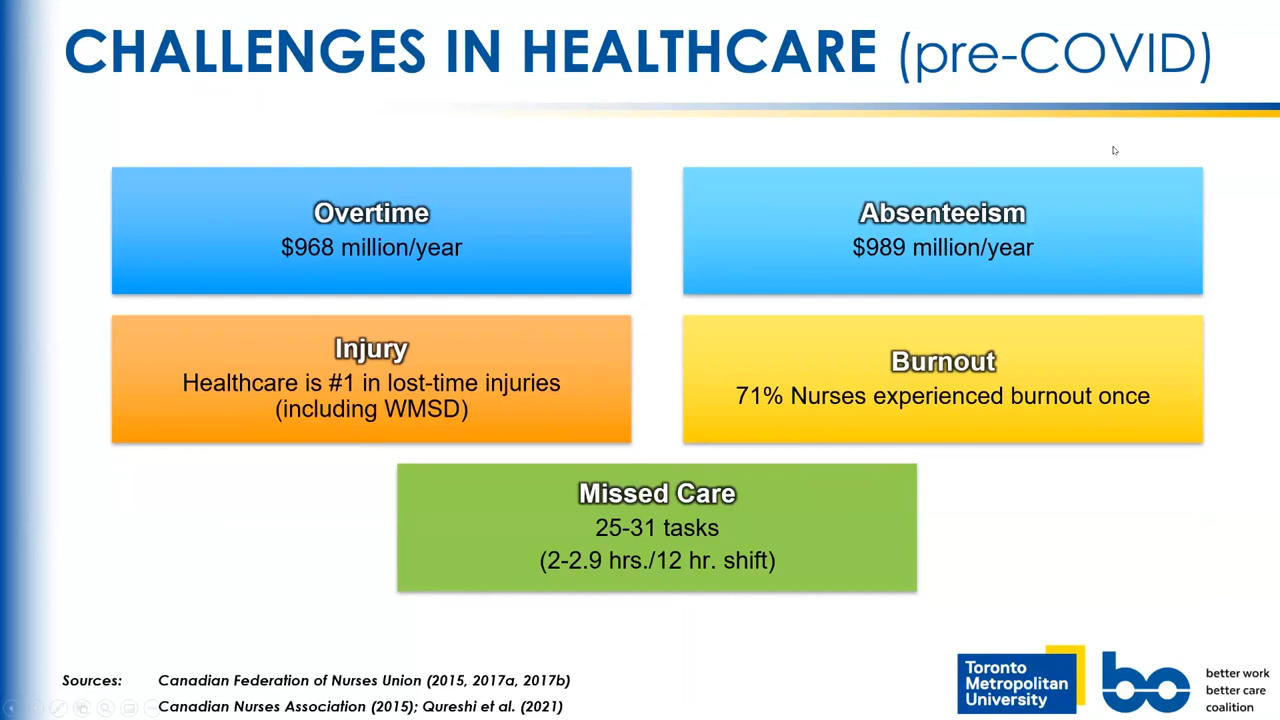 CHALLENGES IN HEALTHCARE (pre-COVID)
Overtime
$968 million/year
Absenteeism
$989 million/year
Injury
Healthcare is #1 in lost-time injuries
(including WMSD)
Burnout
71% Nurses experienced burnout once
Missed Care
25-31 tasks
(2-2.9 hrs./12 hr. shift)
Sources: Canadian Federation of Nurses Union (2015, 2017a, 2017b)
Canadian Nurses Association (2015); Qureshi et al. (2021)
Toronto
Metropolitan
University
bo
better work
better care
coalition